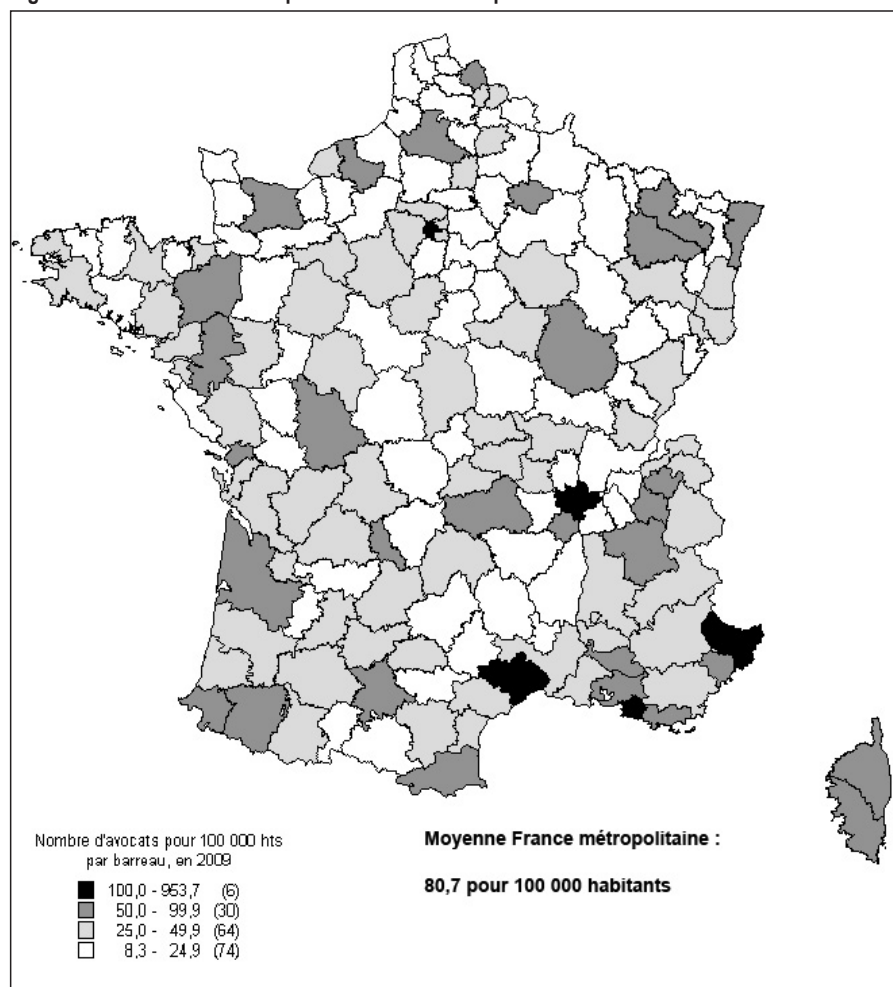 Nombre d'avocats pour 100 000 hts
par barreau, en 2009
100,0 - 953,7 (6)
50,0 - 99,9 (30)
25,0 - 49,9 (64)
8,3 - 24,9 (74)
Moyenne France métropolitaine :
80,7 pour 100 000 habitants